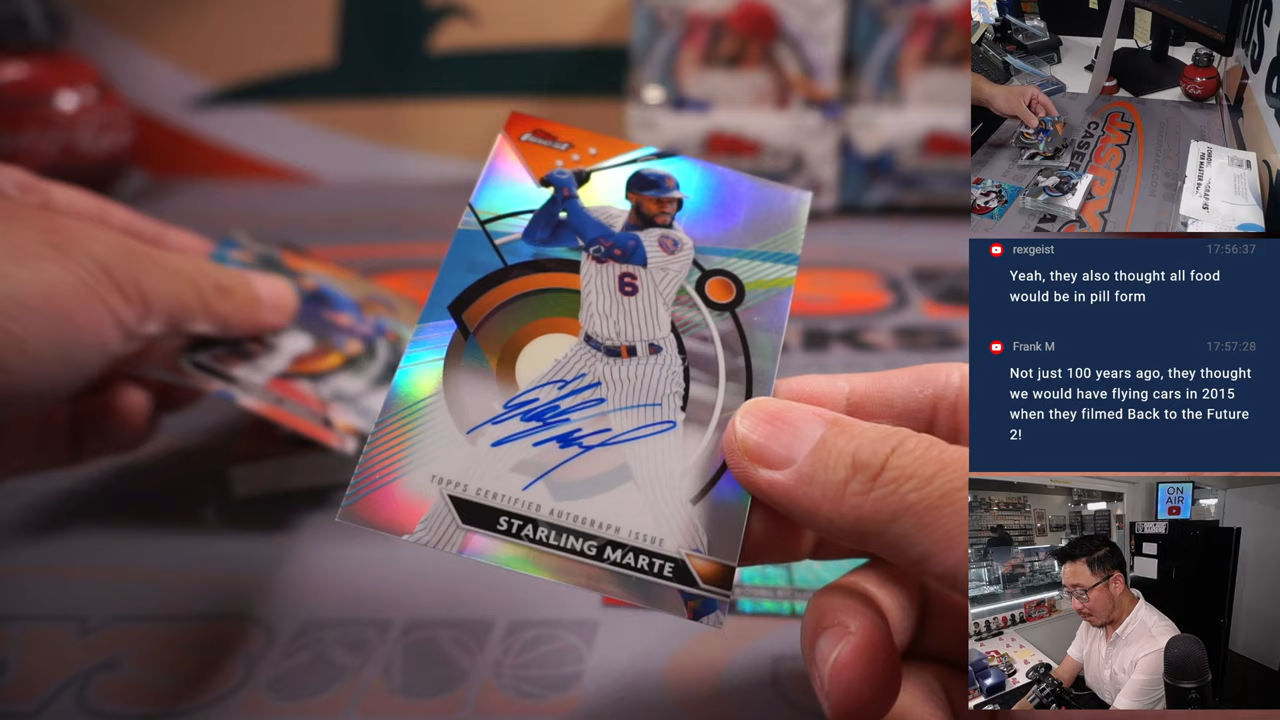 6
TOPPS CERTIFIED AUTOGRAPH ISSUE
STARLING MARTE
JASPY
CASEB
rexgeist 17:56:37
Yeah, they also thought all food
would be in pill form
Frank M 17:57:28
Not just 100 years ago, they thought
we would have flying cars in 2015
when they filmed Back to the Future
2!
ON
AIR